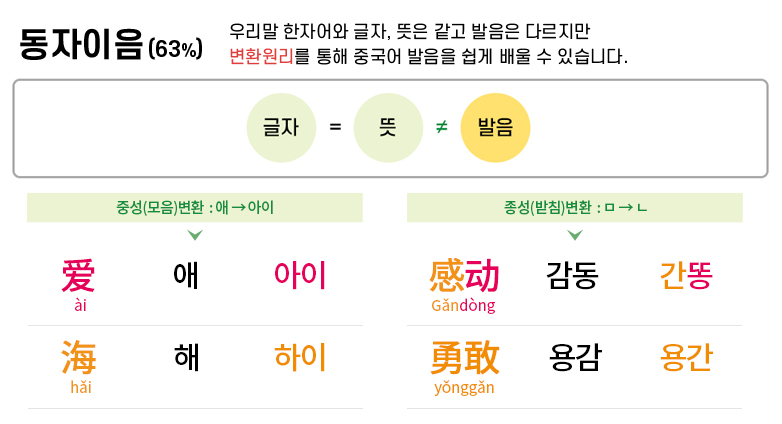 동자이음(63%)
우리말 한자어와 글자, 뜻은 같고 발음은 다르지만
변환원리를 통해 중국어 발음을 쉽게 배울 수 있습니다.
글자 = 뜻 ≠ 발음
중성(모음)변환 : 애→아이
爱 애 아이
ài
海 해 하이
hǎi
종성(받침)변환 : ㅁ→ㄴ
感动 감동 간똥
Gǎndòng
勇敢 용감 용간
yǒnggǎn